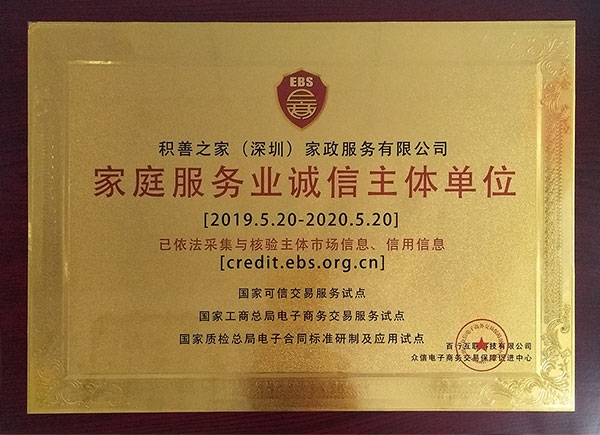 EBS
积善之家（深圳）家政服务有限公司
家庭服务业诚信主体单位
[2019.5.20-2020.5.20]
已依法采集与核验主体市场信息、信用信息
[credit.ebs.org.cn]
国家可信交易服务试点
国家工商总局电子商务交易服务试点
国家质检总局电子合同标准研制及应用试点
众信电子商务交易保障促进中心